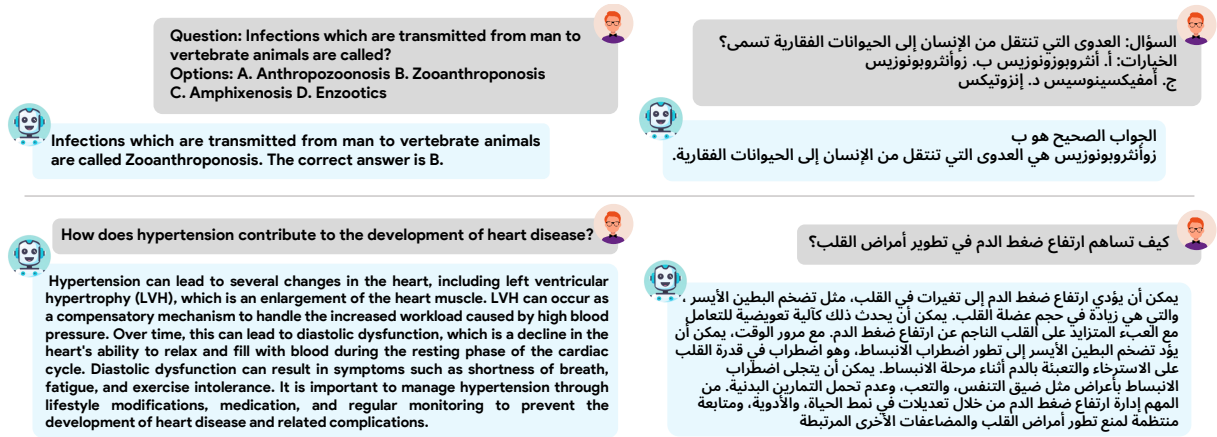 Question: Infections which are transmitted from man to
vertebrate animals are called?
Options: A. Anthropozoonosis B. Zooanthroponosis
C. Amphixenosis D. Enzootics
Infections which are transmitted from man to vertebrate animals
are called Zooanthroponosis. The correct answer is B.
السؤال: العدوى التي تنتقل من الإنسان إلى الحيوانات الفقارية تسمى؟
الخيارات: أ. أنثروبوزونوزيس ب. زوأنثروبونوزيس
ج. أمفيكسينوسيس د. إنزوتيكس
الجواب الصحيح هو ب
زوأنثروبونوزيس هي العدوى التي تنتقل من الإنسان إلى الحيوانات الفقارية.
How does hypertension contribute to the development of heart disease?
Hypertension can lead to several changes in the heart, including left ventricular
hypertrophy (LVH), which is an enlargement of the heart muscle. LVH can occur as
a compensatory mechanism to handle the increased workload caused by high blood
pressure. Over time, this can lead to diastolic dysfunction, which is a decline in the
heart's ability to relax and fill with blood during the resting phase of the cardiac
cycle. Diastolic dysfunction can result in symptoms such as shortness of breath,
fatigue, and exercise intolerance. It is important to manage hypertension through
lifestyle modifications, medication, and regular monitoring to prevent the
development of heart disease and related complications.
كيف تساهم ارتفاع ضغط الدم في تطوير أمراض القلب؟
يمكن أن يؤدي ارتفاع ضغط الدم إلى تغيرات في القلب، مثل تضخم البطين الأيسر ،
والتي هي زيادة في حجم عضلة القلب. يمكن أن يحدث ذلك كآلية تعويضية للتعامل
مع العبء المتزايد على القلب الناجم عن ارتفاع ضغط الدم. مع مرور الوقت، يمكن أن
يؤد تضخم البطين الأيسر إلى تطور اضطراب الانبساط، وهو اضطراب في قدرة القلب
على الاسترخاء والتعبئة بالدم أثناء مرحلة الانبساط. يمكن أن يتجلى اضطراب
الانبساط بأعراض مثل ضيق التنفس، والتعب، وعدم تحمل التمارين البدنية. من
المهم إدارة ارتفاع ضغط الدم من خلال تعديلات في نمط الحياة، والأدوية، ومتابعة
منتظمة لمنع تطور أمراض القلب والمضاعفات الأخرى المرتبطة